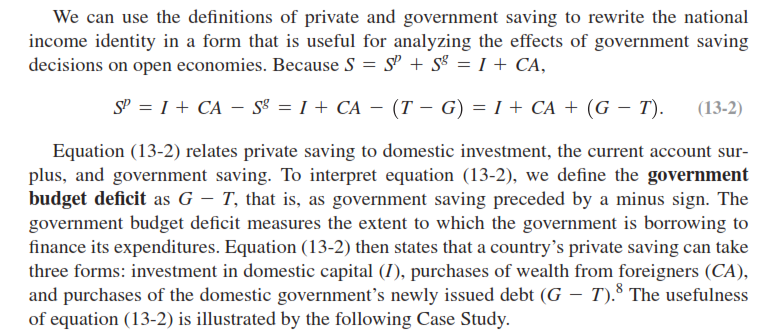 We can use the definitions of private and government saving to rewrite the national
income identity in a form that is useful for analyzing the effects of government saving
decisions on open economies. Because S = Sᵖ + Sᵍ = I + CA,
Sᵖ = I + CA − Sᵍ = I + CA − (T − G) = I + CA + (G − T). (13-2)
Equation (13-2) relates private saving to domestic investment, the current account sur-
plus, and government saving. To interpret equation (13-2), we define the government
budget deficit as G − T, that is, as government saving preceded by a minus sign. The
government budget deficit measures the extent to which the government is borrowing to
finance its expenditures. Equation (13-2) then states that a country’s private saving can take
three forms: investment in domestic capital (I), purchases of wealth from foreigners (CA),
and purchases of the domestic government’s newly issued debt (G − T).⁸ The usefulness
of equation (13-2) is illustrated by the following Case Study.